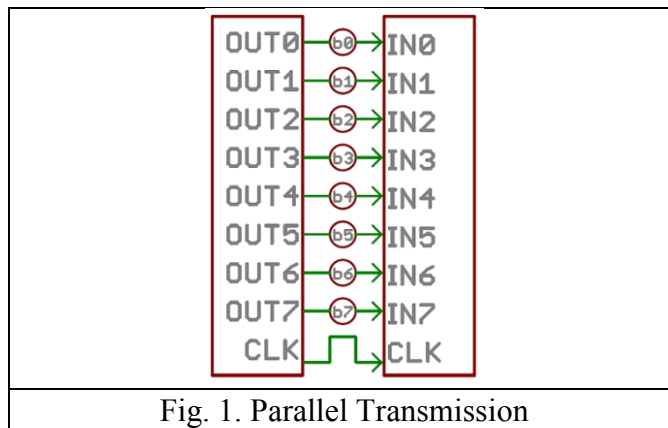 OUT0 b0 IN0
OUT1 b1 IN1
OUT2 b2 IN2
OUT3 b3 IN3
OUT4 b4 IN4
OUT5 b5 IN5
OUT6 b6 IN6
OUT7 b7 IN7
CLK CLK
Fig. 1. Parallel Transmission